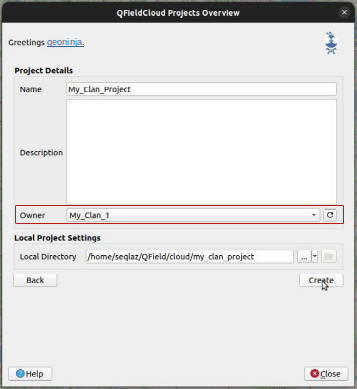 QFieldCloud Projects Overview
Greetings geoninja.
Project Details
Name My_Clan_Project
Description
Owner My_Clan_1
Local Project Settings
Local Directory /home/seqlaz/QField/cloud/my_clan_project ...
Back Create
Help Close